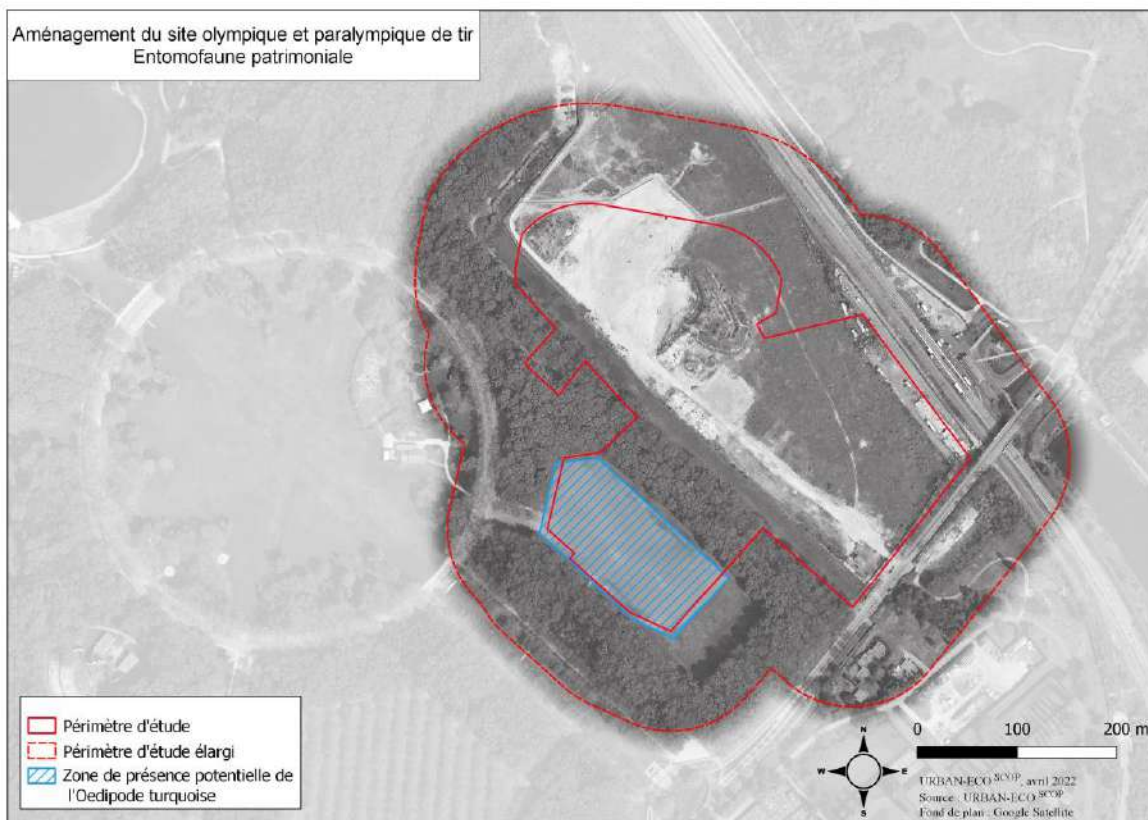 Aménagement du site olympique et paralympique de tir
Entomofaune patrimoniale
Périmètre d'étude
Périmètre d'étude élargi
Zone de présence potentielle de
l'Oedipode turquoise
N
W
E
S
0 100 200 m
URBAN-ECO SCOP, avril 2022
Source : URBAN-ECO SCOP
Fond de plan : Google Satellite